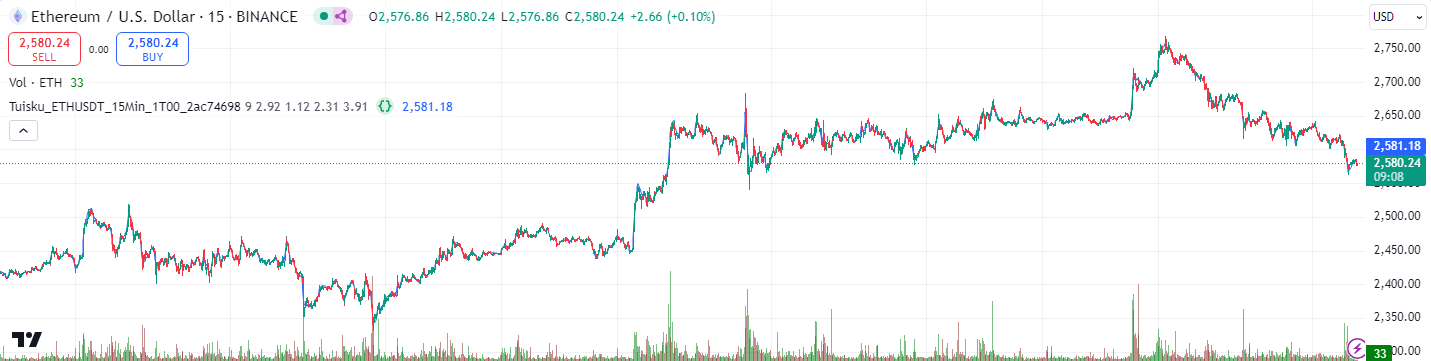 Ethereum / U.S. Dollar · 15 · BINANCE O2,576.86 H2,580.24 L2,576.86 C2,580.24 +2.66 (+0.10%)
USD
2,580.24 SELL 0.00 2,580.24 BUY
Vol · ETH 33
Tuisku_ETHUSDT_15Min_1T00_2ac74698 9 2.92 1.12 2.31 3.91 {} 2,581.18
2,750.00
2,700.00
2,650.00
2,600.00
2,581.18
2,580.24
09:08
2,500.00
2,450.00
2,400.00
2,350.00
33